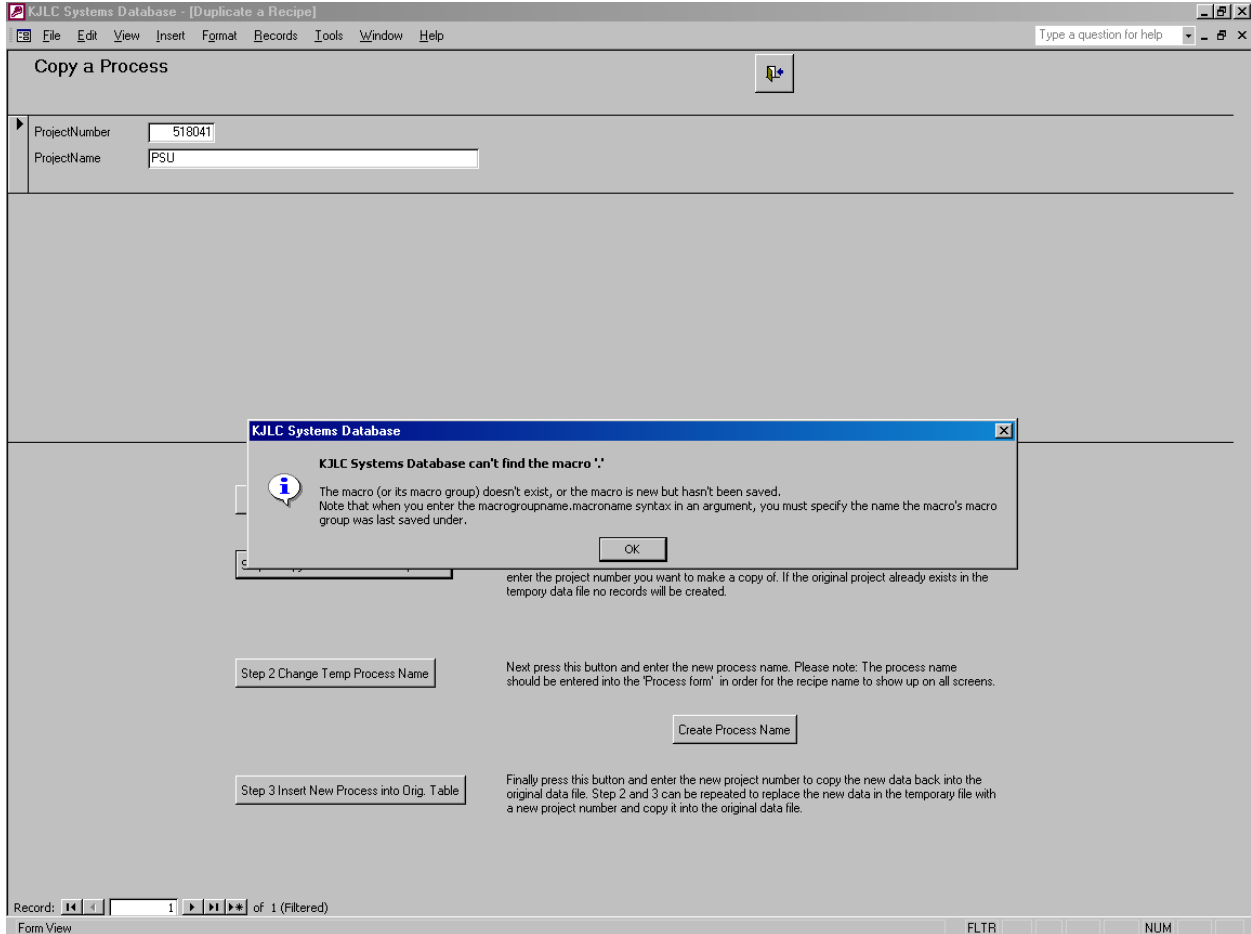 KJLC Systems Database - [Duplicate a Recipe]
File Edit View Insert Format Records Tools Window Help
Type a question for help
Copy a Process
ProjectNumber 518041
ProjectName PSU
KJLC Systems Database
KJLC Systems Database can't find the macro '.'
The macro (or its macro group) doesn't exist, or the macro is new but hasn't been saved.
Note that when you enter the macrogroupname.macroname syntax in an argument, you must specify the name the macro's macro
group was last saved under.
OK
enter the project number you want to make a copy of. If the original project already exists in the
tempory data file no records will be created.
Step 2 Change Temp Process Name
Next press this button and enter the new process name. Please note: The process name
should be entered into the 'Process form' in order for the recipe name to show up on all screens.
Create Process Name
Step 3 Insert New Process into Orig. Table
Finally press this button and enter the new project number to copy the new data back into the
original data file. Step 2 and 3 can be repeated to replace the new data in the temporary file with
a new project number and copy it into the original data file.
Record: 1 of 1 (Filtered)
Form View FLTR NUM